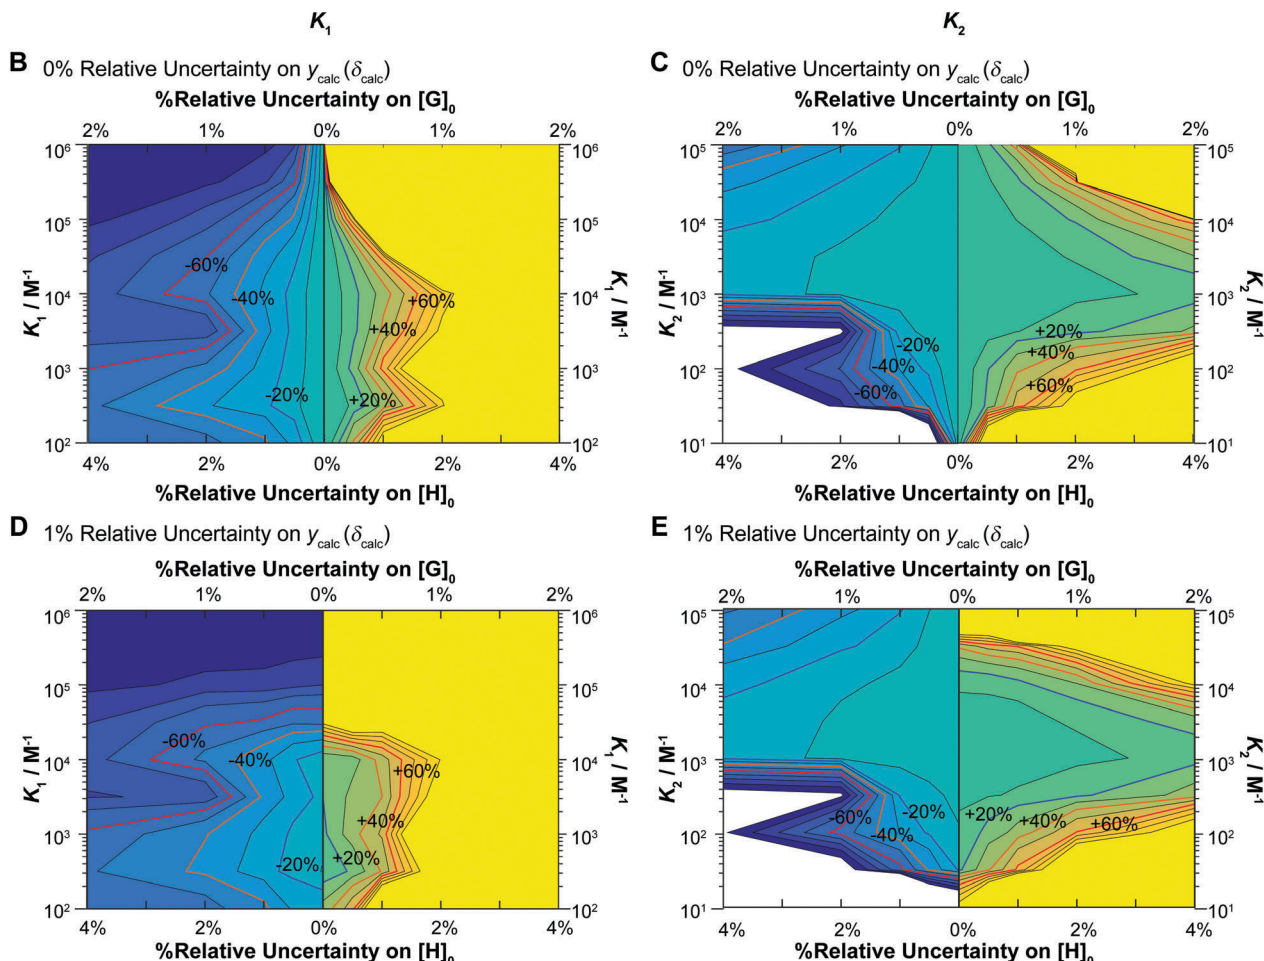 K1
K2
B 0% Relative Uncertainty on ycalc (δcalc)
%Relative Uncertainty on [G]0
2% 1% 0% 1% 2%
10^6
10^5
10^4
10^3
10^2
K1 / M-1
-60%
-40%
-20%
+60%
+40%
+20%
10^6
10^5
10^4
10^3
10^2
K1 / M-1
4% 2% 0% 2% 4%
%Relative Uncertainty on [H]0
C 0% Relative Uncertainty on ycalc (δcalc)
%Relative Uncertainty on [G]0
2% 1% 0% 1% 2%
10^5
10^4
10^3
10^2
10^1
K2 / M-1
-20%
-40%
-60%
+20%
+40%
+60%
10^5
10^4
10^3
10^2
10^1
K2 / M-1
4% 2% 0% 2% 4%
%Relative Uncertainty on [H]0
D 1% Relative Uncertainty on ycalc (δcalc)
%Relative Uncertainty on [G]0
2% 1% 0% 1% 2%
10^6
10^5
10^4
10^3
10^2
K1 / M-1
-60%
-40%
-20%
+60%
+40%
+20%
10^6
10^5
10^4
10^3
10^2
K1 / M-1
4% 2% 0% 2% 4%
%Relative Uncertainty on [H]0
E 1% Relative Uncertainty on ycalc (δcalc)
%Relative Uncertainty on [G]0
2% 1% 0% 1% 2%
10^5
10^4
10^3
10^2
10^1
K2 / M-1
-20%
-60%
-40%
+20%
+40%
+60%
10^5
10^4
10^3
10^2
10^1
K2 / M-1
4% 2% 0% 2% 4%
%Relative Uncertainty on [H]0